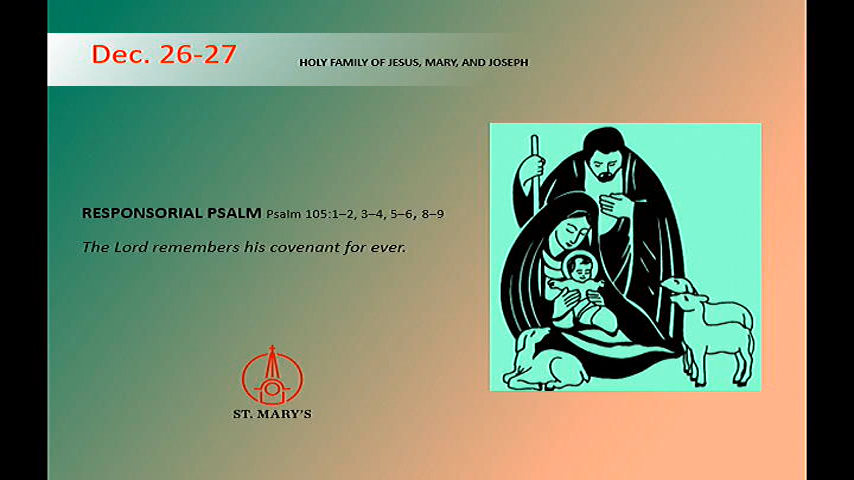 Dec. 26-27
HOLY FAMILY OF JESUS, MARY, AND JOSEPH
RESPONSORIAL PSALM Psalm 105:1–2, 3–4, 5–6, 8–9
The Lord remembers his covenant for ever.
ST. MARY'S